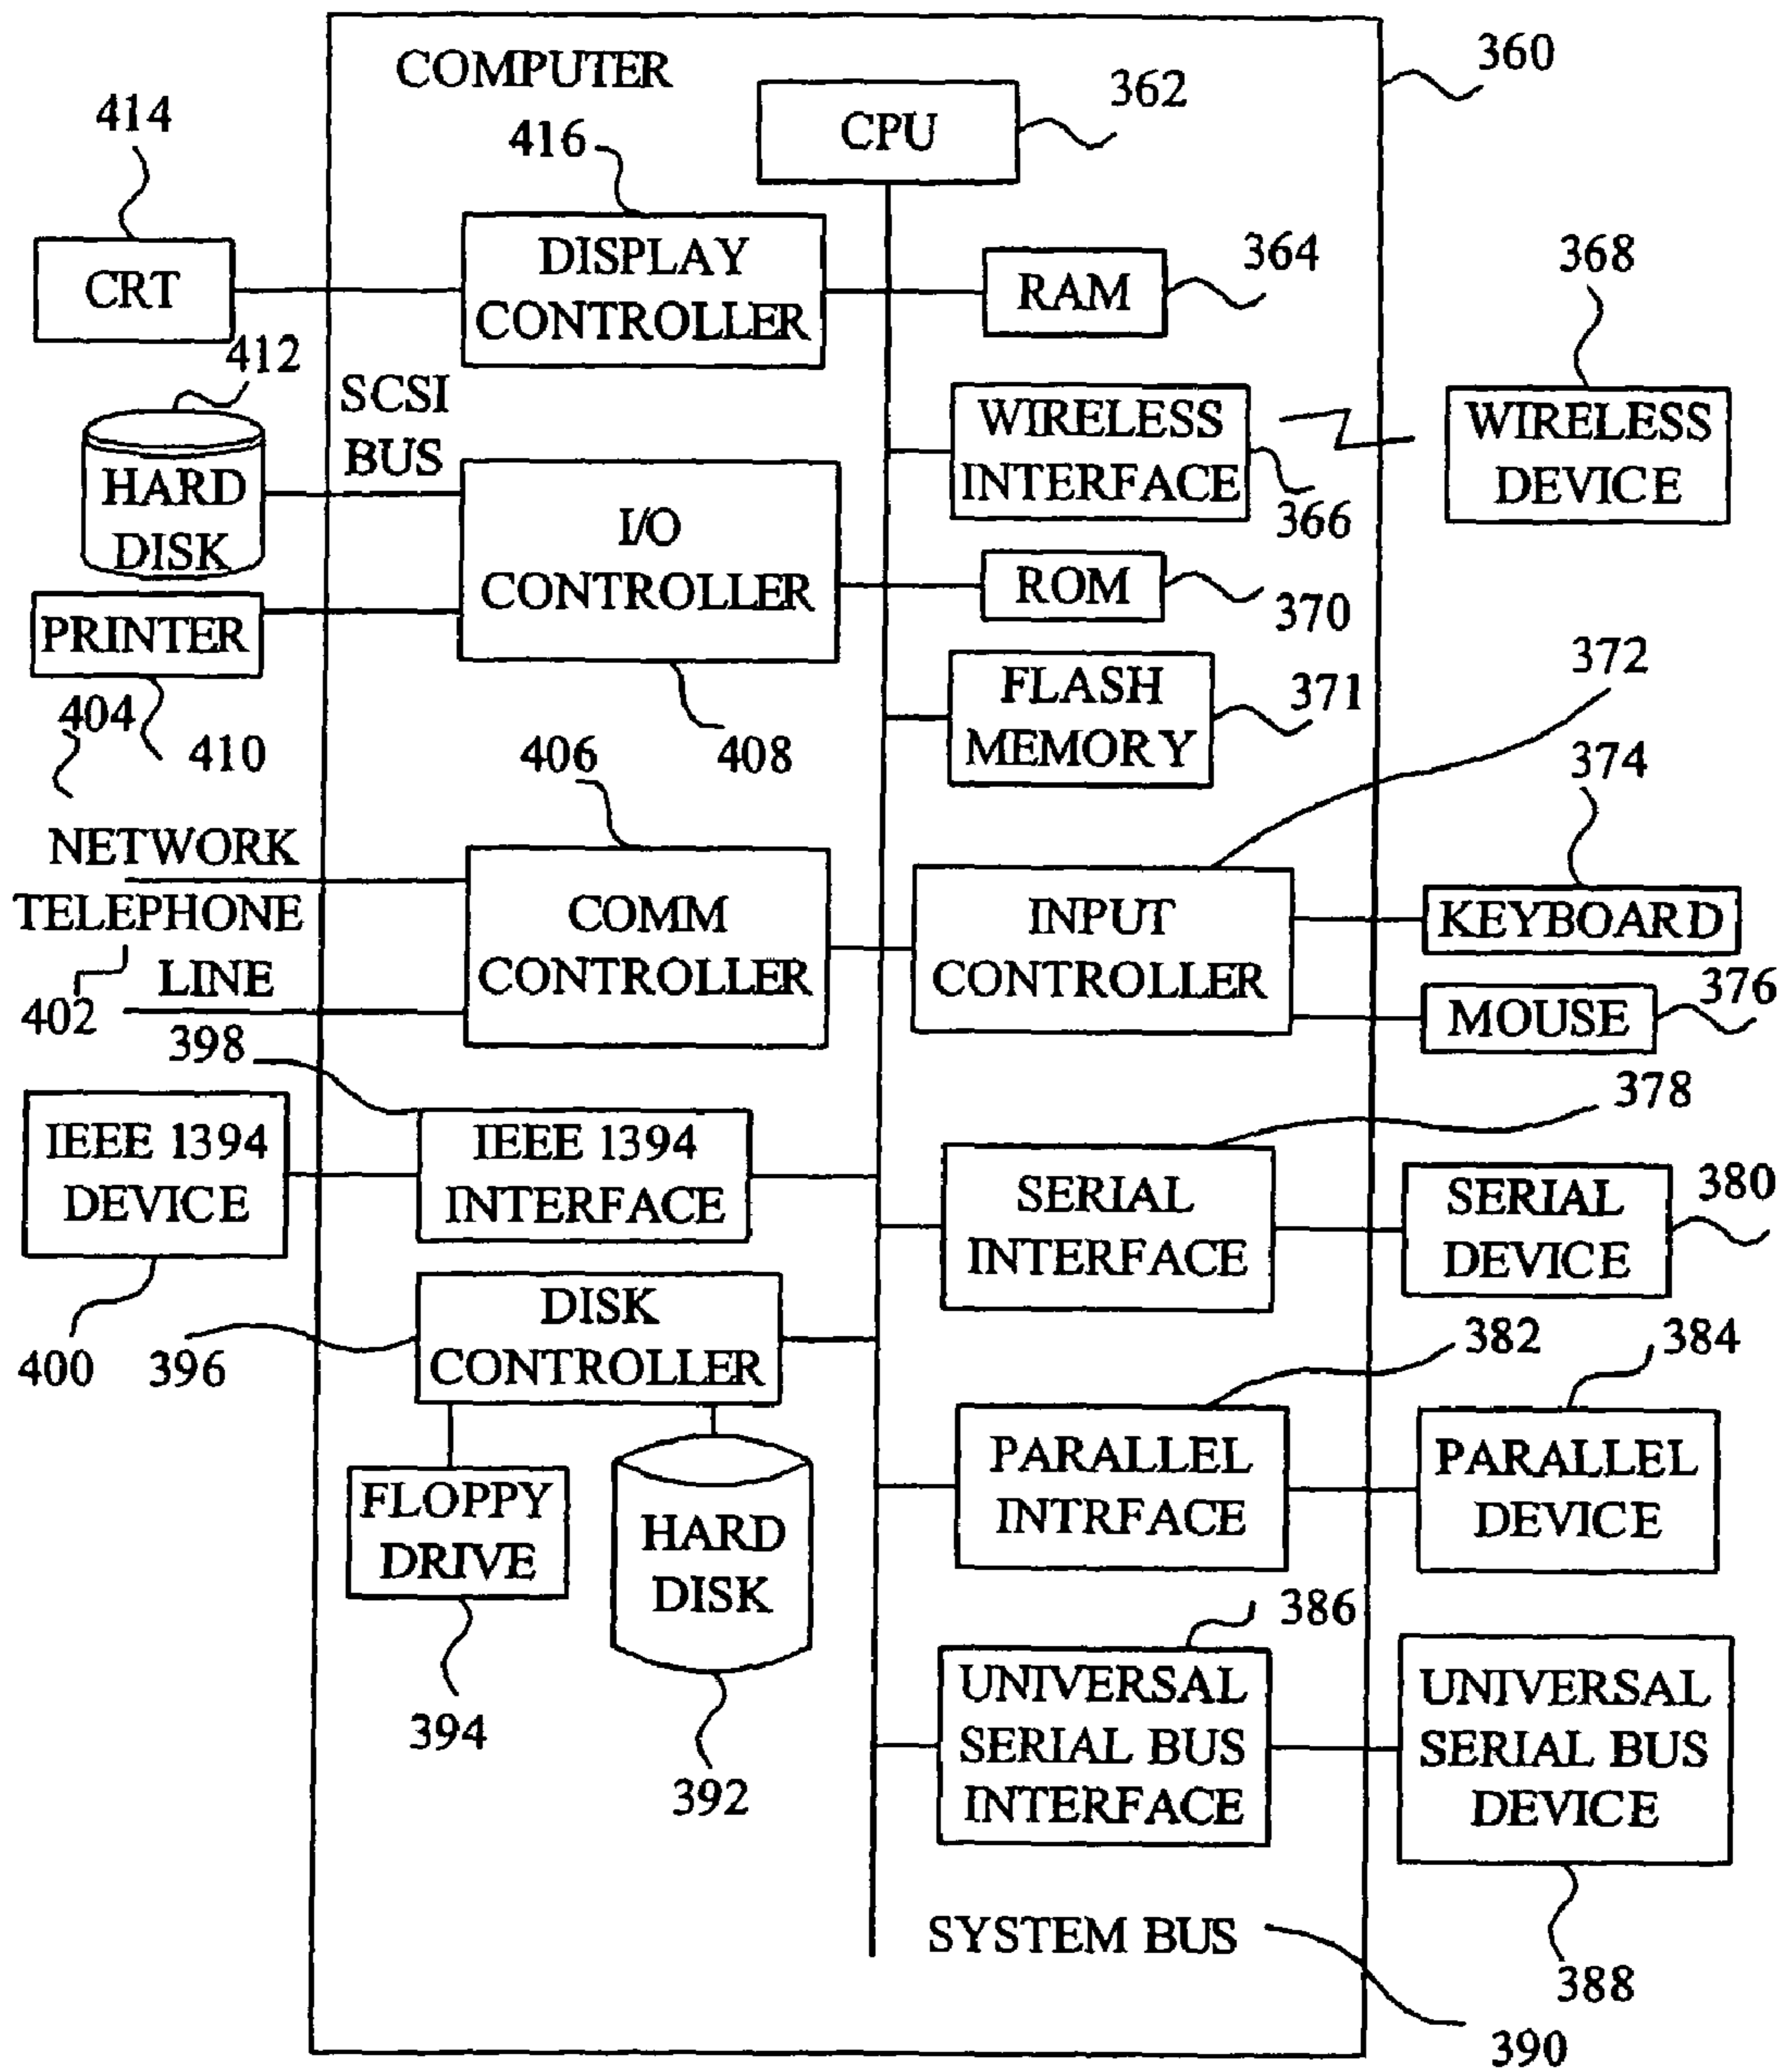 COMPUTER
360
362
CPU
414
416
CRT
DISPLAY
CONTROLLER
RAM
364
368
412
SCSI
BUS
HARD
DISK
WIRELESS
INTERFACE
366
WIRELESS
DEVICE
I/O
CONTROLLER
ROM
370
PRINTER
404
410
408
FLASH
MEMORY
371
372
406
374
NETWORK
TELEPHONE
LINE
402
COMM
CONTROLLER
INPUT
CONTROLLER
KEYBOARD
MOUSE
376
398
378
IEEE 1394
DEVICE
400
IEEE 1394
INTERFACE
SERIAL
INTERFACE
SERIAL
DEVICE
380
396
DISK
CONTROLLER
382
384
FLOPPY
DRIVE
394
HARD
DISK
392
PARALLEL
INTRFACE
PARALLEL
DEVICE
386
UNIVERSAL
SERIAL BUS
INTERFACE
UNIVERSAL
SERIAL BUS
DEVICE
388
SYSTEM BUS
390